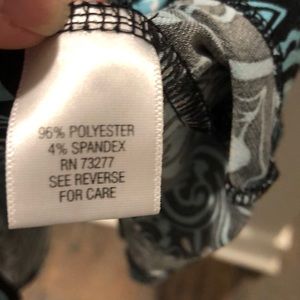 96% POLYESTER
4% SPANDEX
RN 73277
SEE REVERSE
FOR CARE